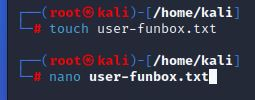 ┌──(root㉿kali)-[/home/kali]
└─# touch user-funbox.txt
┌──(root㉿kali)-[/home/kali]
└─# nano user-funbox.txt